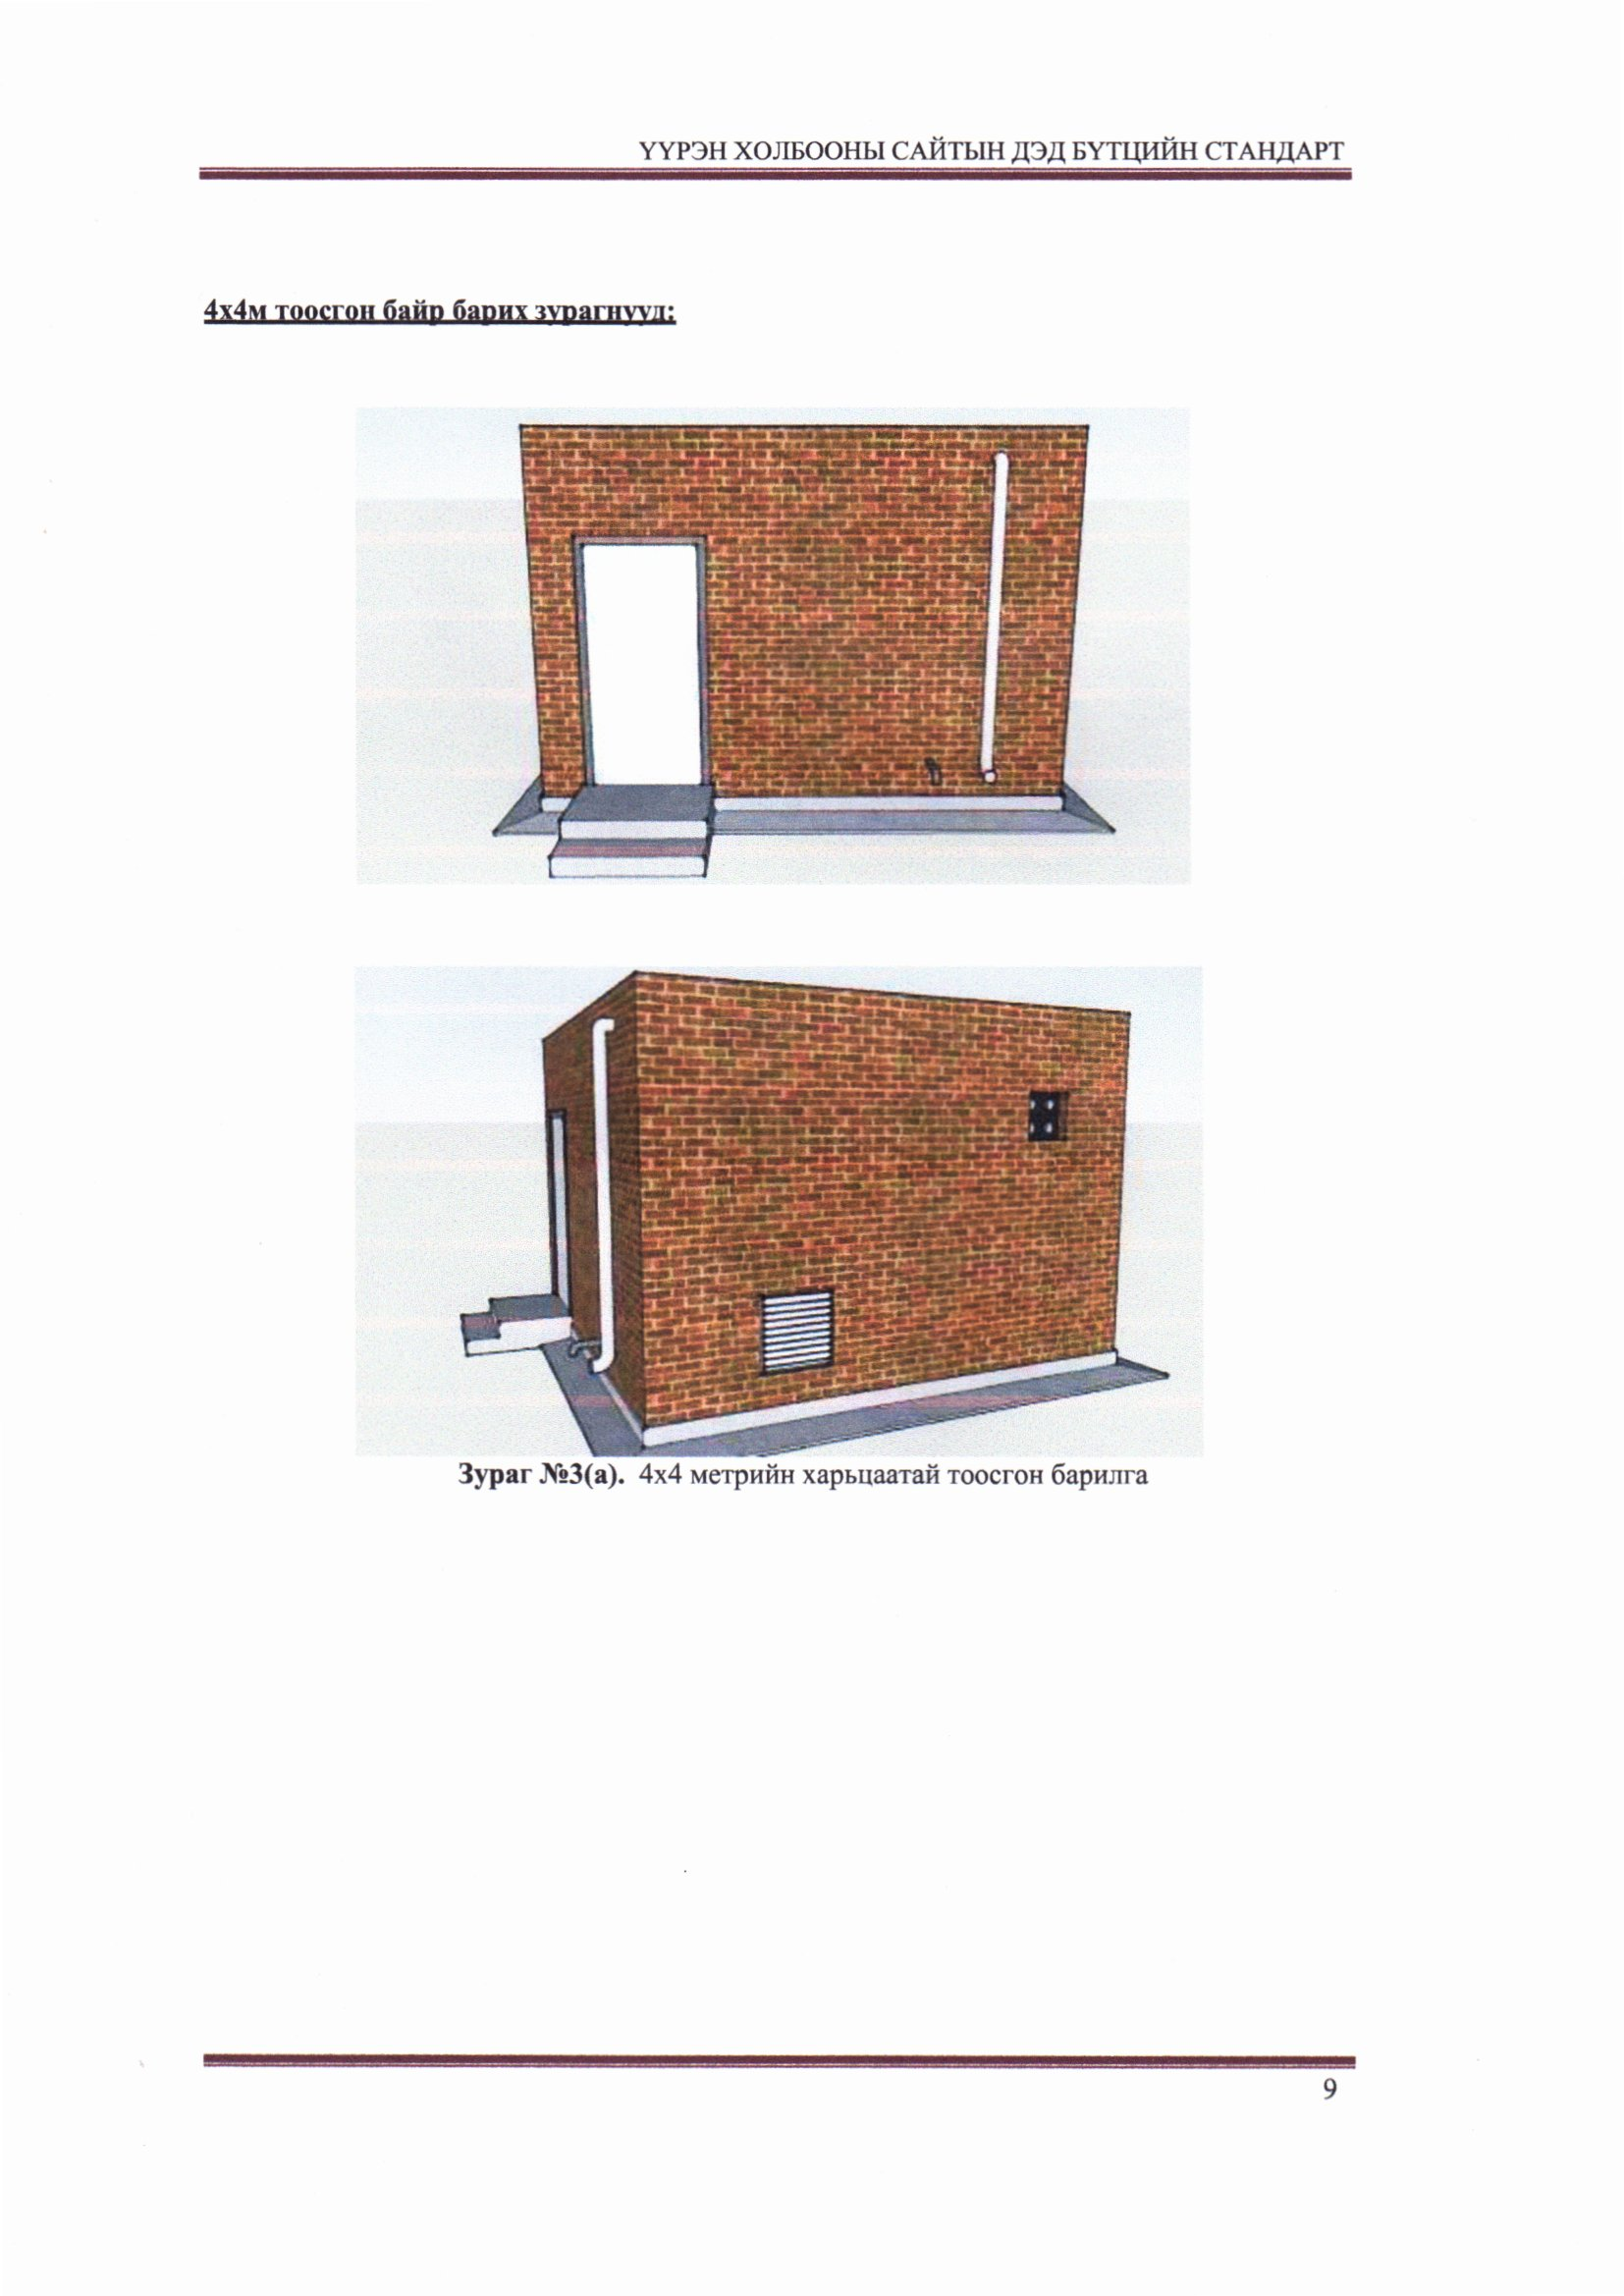 ҮҮРЭН ХОЛБООНЫ САЙТЫН ДЭД БҮТЦИЙН СТАНДАРТ
4х4м тоосгон байр барих зурагнууд:
Зураг №3(а). 4х4 метрийн харьцаатай тоосгон барилга
9